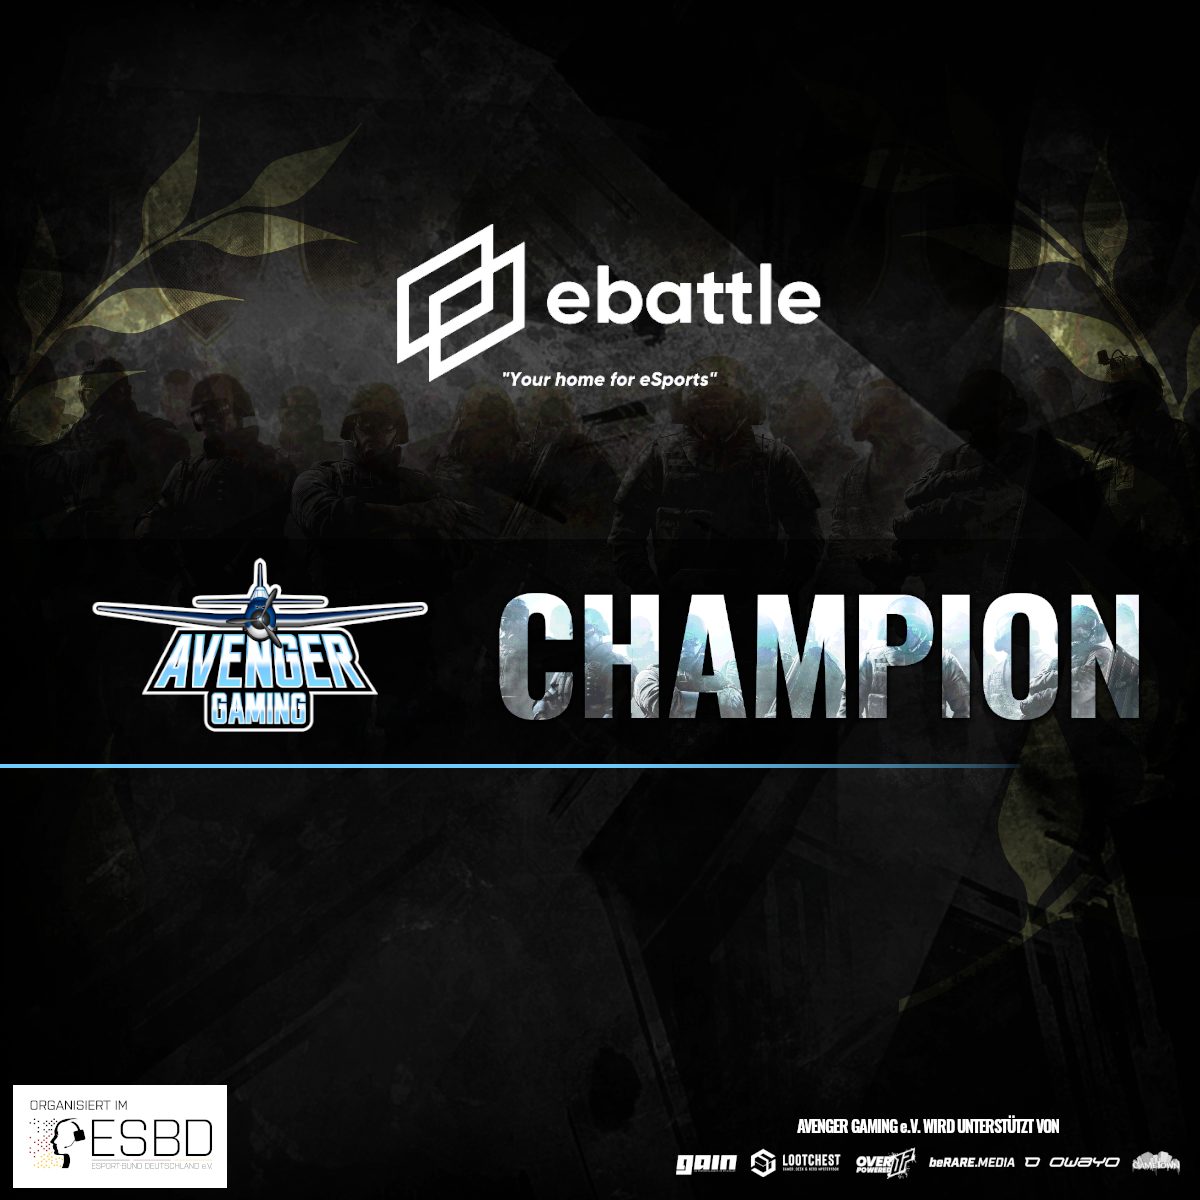 ebattle
"Your home for eSports"
AVENGER
GAMING
CHAMPION
ORGANISIERT IM
ESBD
ESPORT-BUND DEUTSCHLAND e.V.
AVENGER GAMING e.V. WIRD UNTERSTÜTZT VON
gain
LOOTCHEST
OVER
POWERED
beRARE.MEDIA
owayo
GAMETOWN